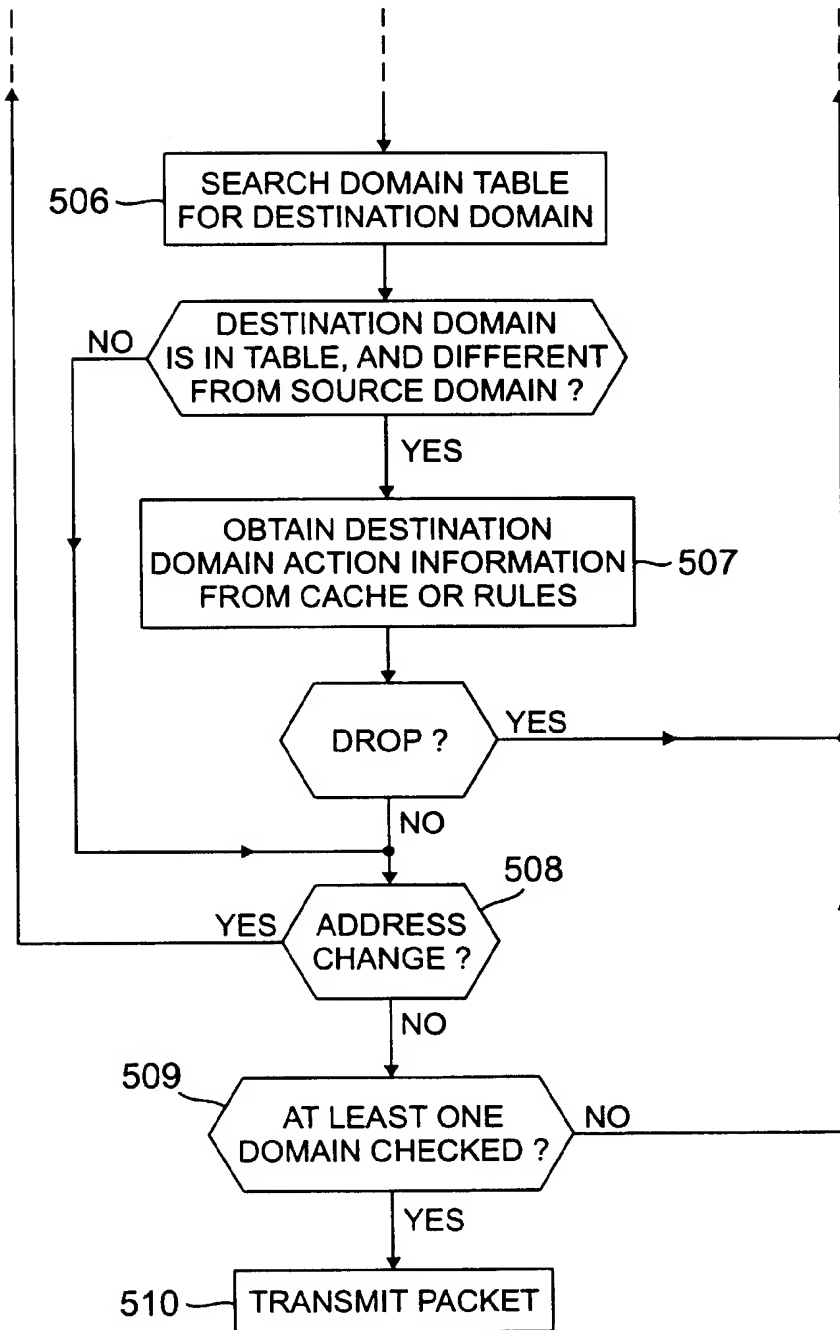 506
SEARCH DOMAIN TABLE
FOR DESTINATION DOMAIN
NO
DESTINATION DOMAIN
IS IN TABLE, AND DIFFERENT
FROM SOURCE DOMAIN ?
YES
OBTAIN DESTINATION
DOMAIN ACTION INFORMATION
FROM CACHE OR RULES
507
DROP ?
YES
NO
508
YES
ADDRESS
CHANGE ?
NO
509
AT LEAST ONE
DOMAIN CHECKED ?
NO
YES
510
TRANSMIT PACKET